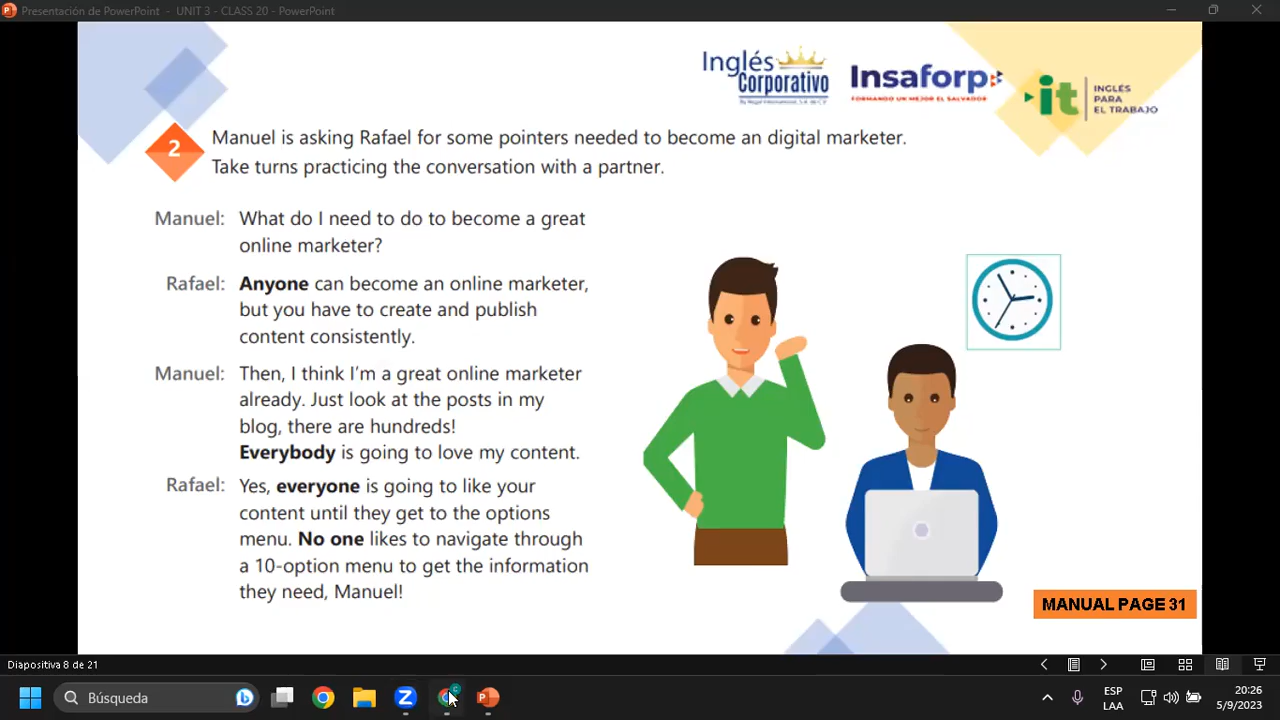 Presentación de PowerPoint - UNIT 3 - CLASS 20 - PowerPoint
Inglés
Corporativo
Insaforp
FORMANDO UN MEJOR EL SALVADOR
it
INGLÉS
PARA
EL TRABAJO
2
Manuel is asking Rafael for some pointers needed to become an digital marketer.
Take turns practicing the conversation with a partner.
Manuel: What do I need to do to become a great
online marketer?
Rafael: Anyone can become an online marketer,
but you have to create and publish
content consistently.
Manuel: Then, I think I'm a great online marketer
already. Just look at the posts in my
blog, there are hundreds!
Everybody is going to love my content.
Rafael: Yes, everyone is going to like your
content until they get to the options
menu. No one likes to navigate through
a 10-option menu to get the information
they need, Manuel!
MANUAL PAGE 31
Diapositiva 8 de 21
Búsqueda
ESP
LAA
20:26
5/9/2023